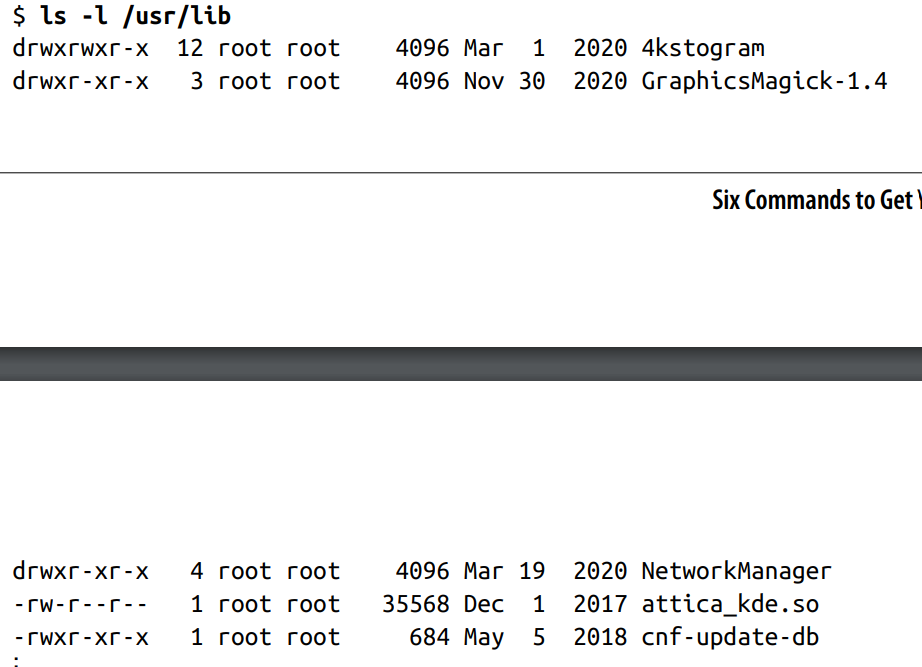 $ ls -l /usr/lib
drwxrwxr-x  12 root root    4096 Mar  1  2020 4kstogram
drwxr-xr-x   3 root root    4096 Nov 30  2020 GraphicsMagick-1.4
Six Commands to Get
drwxr-xr-x   4 root root    4096 Mar 19  2020 NetworkManager
-rw-r--r--   1 root root   35568 Dec  1  2017 attica_kde.so
-rwxr-xr-x   1 root root     684 May  5  2018 cnf-update-db